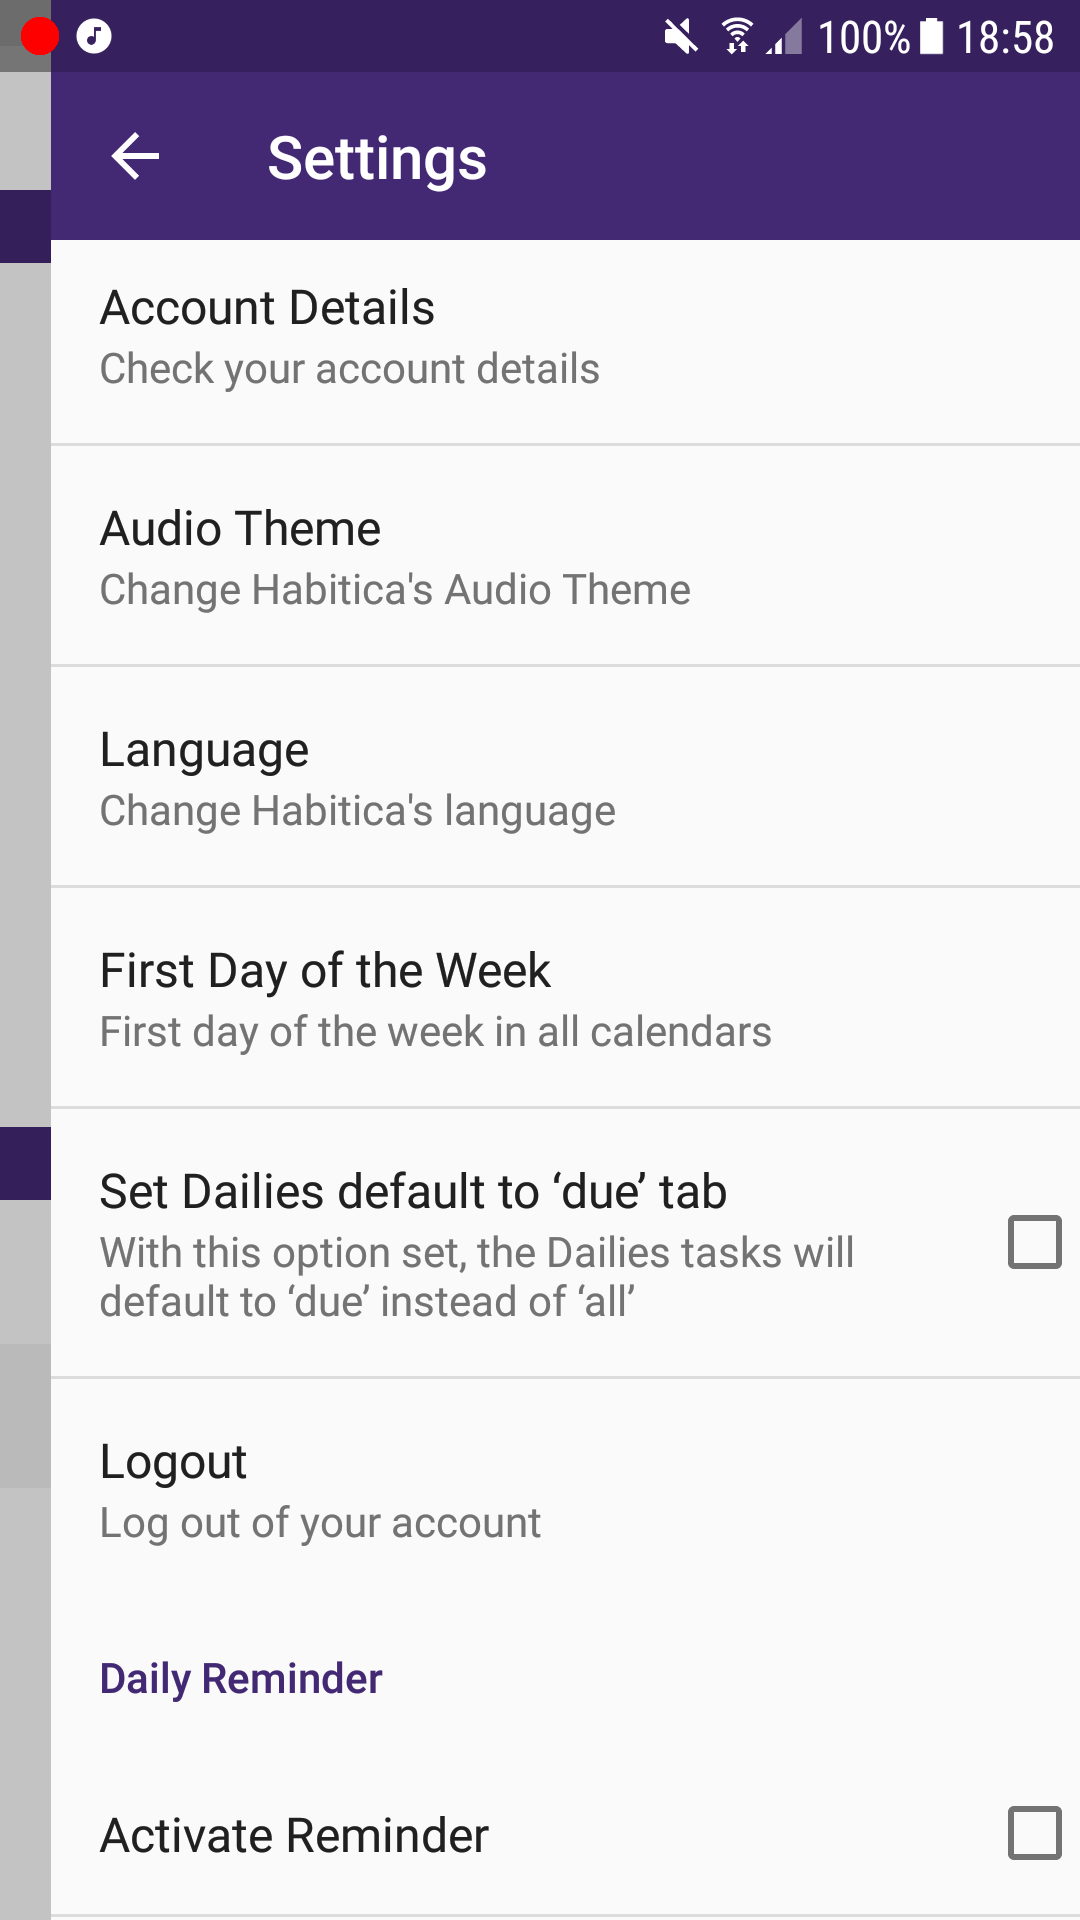 100% 18:58
Settings
Account Details
Check your account details
Audio Theme
Change Habitica's Audio Theme
Language
Change Habitica's language
First Day of the Week
First day of the week in all calendars
Set Dailies default to ‘due’ tab
With this option set, the Dailies tasks will
default to ‘due’ instead of ‘all’
Logout
Log out of your account
Daily Reminder
Activate Reminder